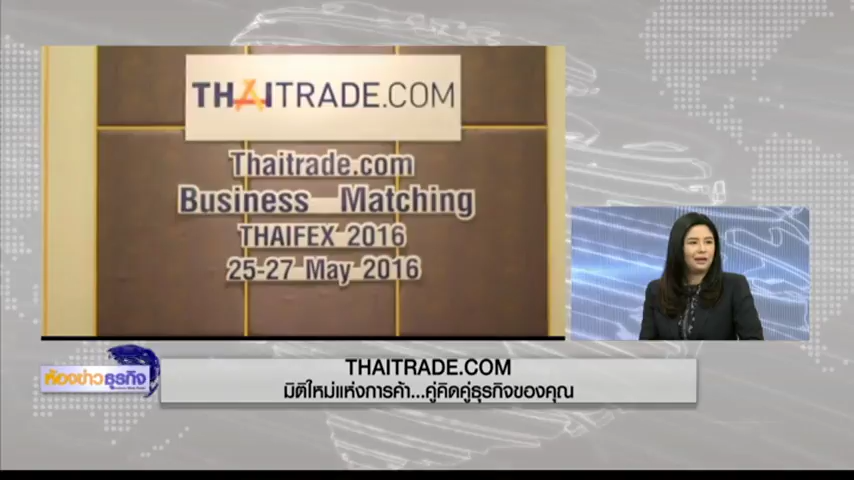 THAITRADE.COM
Thaitrade.com
Business Matching
THAIFEX 2016
25-27 May 2016
ห้องข่าวธุรกิจ
THAITRADE.COM
มิติใหม่แห่งการค้า...คู่คิดคู่ธุรกิจของคุณ